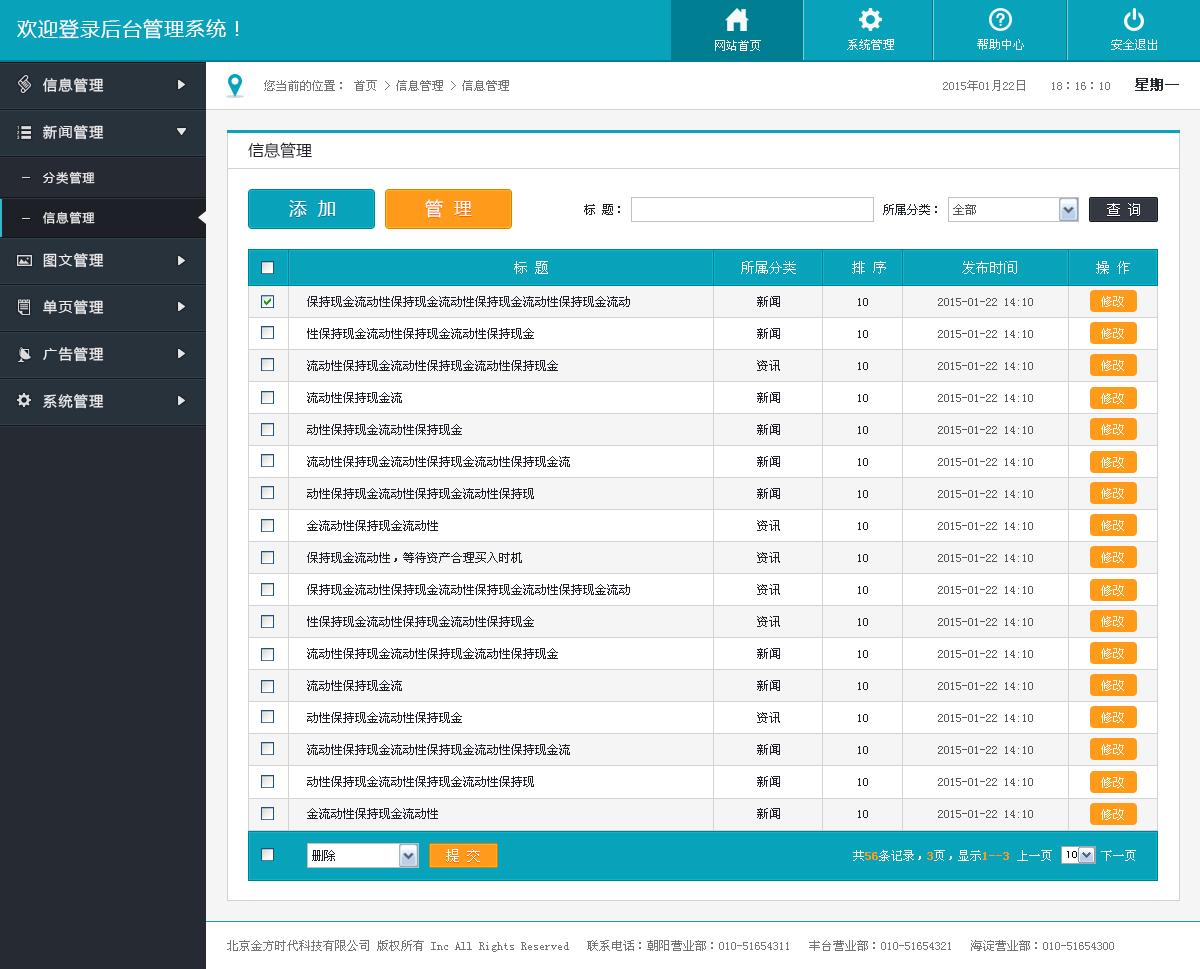 欢迎登录后台管理系统！
网站首页 系统管理 帮助中心 安全退出
信息管理
新闻管理
分类管理
信息管理
图文管理
单页管理
广告管理
系统管理
您当前的位置： 首页 > 信息管理 > 信息管理 2015年01月22日 18：16：10 星期一
信息管理
添 加 管 理 标 题： 所属分类： 全部 查 询
标 题 所属分类 排 序 发布时间 操 作
保持现金流动性保持现金流动性保持现金流动性保持现金流动 新闻 10 2015-01-22 14:10 修改
性保持现金流动性保持现金流动性保持现金 新闻 10 2015-01-22 14:10 修改
流动性保持现金流动性保持现金流动性保持现金 资讯 10 2015-01-22 14:10 修改
流动性保持现金流 新闻 10 2015-01-22 14:10 修改
动性保持现金流动性保持现金 新闻 10 2015-01-22 14:10 修改
流动性保持现金流动性保持现金流动性保持现金流 新闻 10 2015-01-22 14:10 修改
动性保持现金流动性保持现金流动性保持现 新闻 10 2015-01-22 14:10 修改
金流动性保持现金流动性 资讯 10 2015-01-22 14:10 修改
保持现金流动性，等待资产合理买入时机 资讯 10 2015-01-22 14:10 修改
保持现金流动性保持现金流动性保持现金流动性保持现金流动 资讯 10 2015-01-22 14:10 修改
性保持现金流动性保持现金流动性保持现金 资讯 10 2015-01-22 14:10 修改
流动性保持现金流动性保持现金流动性保持现金 新闻 10 2015-01-22 14:10 修改
流动性保持现金流 新闻 10 2015-01-22 14:10 修改
动性保持现金流动性保持现金 资讯 10 2015-01-22 14:10 修改
流动性保持现金流动性保持现金流动性保持现金流 新闻 10 2015-01-22 14:10 修改
动性保持现金流动性保持现金流动性保持现 新闻 10 2015-01-22 14:10 修改
金流动性保持现金流动性 新闻 10 2015-01-22 14:10 修改
删除 提 交 共56条记录，3页，显示1--3 上一页 10 下一页
北京金方时代科技有限公司 版权所有 Inc All Rights Reserved 联系电话：朝阳营业部：010-51654311 丰台营业部：010-51654321 海淀营业部：010-51654300